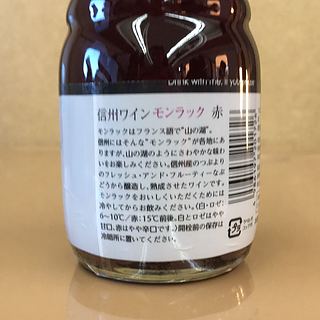 Drink with me, if you
信州ワイン モンラック 赤
モンラックはフランス語で“山の湖”。
信州にはそんな“モンラック”が各地にあ
りますが、山の湖のようにさわやかな味わ
いをお楽しみください。信州産のつぶより
のフレッシュ・アンド・フルーティーなぶ
どうから醸造し、熟成させたワインです。
モンラックをおいしくいただくためには
冷やしてからお飲みください。(白・ロゼ:
6〜10℃/赤:15℃前後。白とロゼはやや
甘口、赤はやや辛口です。)開栓前の保存は
冷暗所に置いてください。